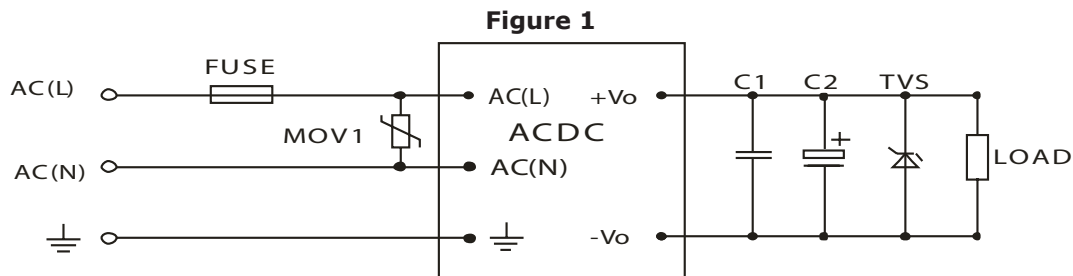 Figure 1
FUSE
C1 C2 TVS
AC(L) AC(L) +Vo
MOV1 ACDC
LOAD
AC(N) AC(N)
-Vo